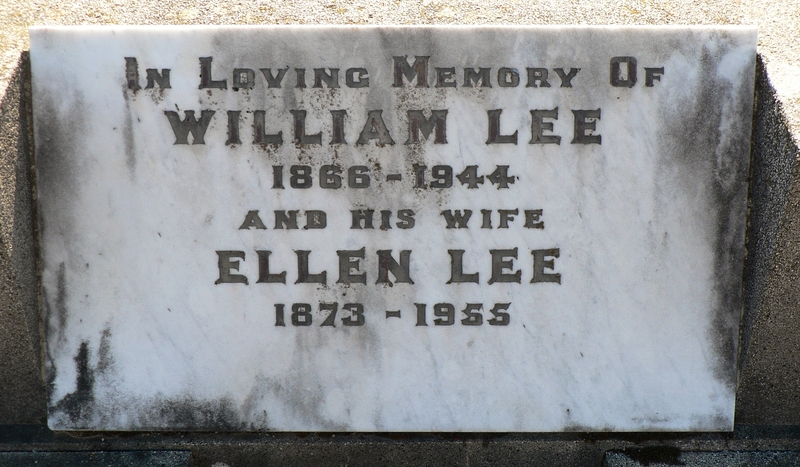 In Loving Memory Of
WILLIAM LEE
1866 - 1944
AND HIS WIFE
ELLEN LEE
1873 - 1955